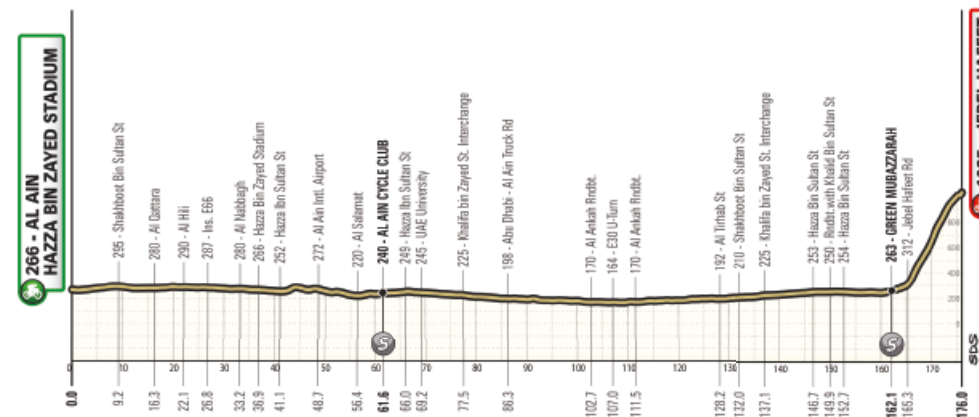 266 - AL AIN
HAZZA BIN ZAYED STADIUM
295 - Shakhboot Bin Sultan St
280 - Al Qattara
290 - Al Hili
287 - Ins. E66
280 - Al Nabbagh
266 - Hazza Bin Zayed Stadium
252 - Hazza Ibn Sultan St
272 - Al Ain Intl. Airport
220 - Al Salamat
240 - AL AIN CYCLE CLUB
249 - Hazza Ibn Sultan St
245 - UAE University
225 - Khalifa bin Zayed St. Interchange
198 - Abu Dhabi - Al Ain Truck Rd
170 - Al Ankah Rndbt.
164 - E30 U-Turn
170 - Al Ankah Rndbt.
192 - Al Timah St
210 - Shakhboot Bin Sultan St
225 - Khalifa bin Zayed St. Interchange
253 - Hazza Bin Sultan St
250 - Rndbt. with Khalid Bin Sultan St
254 - Hazza Bin Sultan St
263 - GREEN MUBAZZARAH
312 - Jebel Hafeet Rd
600
400
200
0
S
S
SDS
0 10 20 30 40 50 60 70 80 90 100 110 120 130 140 150 160 170
0.0 9.2 16.3 22.1 26.8 33.2 36.9 41.1 48.7 56.4 61.6 66.0 69.2 77.5 86.3 102.7 107.0 111.5 128.2 132.0 137.1 146.7 149.9 152.7 162.1 165.3